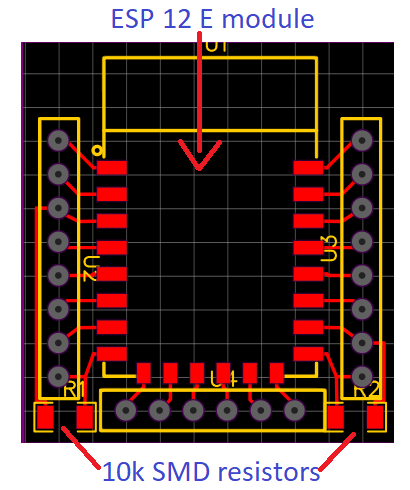 ESP 12 E module
U1
U2
U3
U4
R1
R2
10k SMD resistors